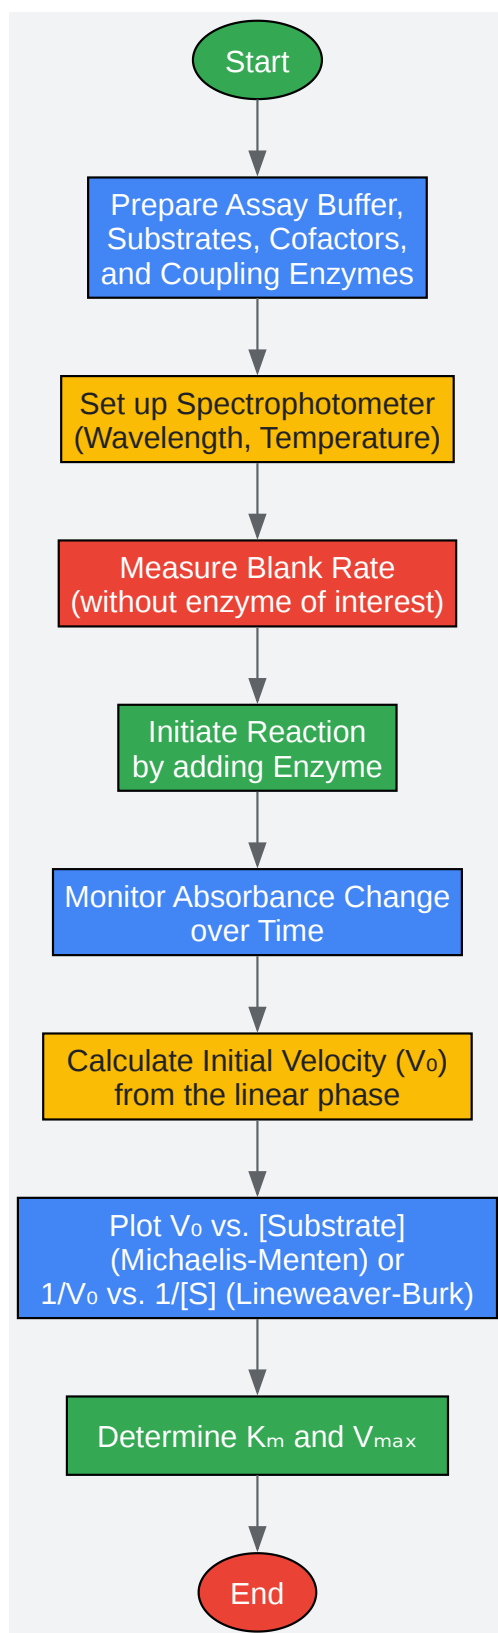 Start
Prepare Assay Buffer,
Substrates, Cofactors,
and Coupling Enzymes
Set up Spectrophotometer
(Wavelength, Temperature)
Measure Blank Rate
(without enzyme of interest)
Initiate Reaction
by adding Enzyme
Monitor Absorbance Change
over Time
Calculate Initial Velocity (V₀)
from the linear phase
Plot V₀ vs. [Substrate]
(Michaelis-Menten) or
1/V₀ vs. 1/[S] (Lineweaver-Burk)
Determine Kₘ and Vₘₐₓ
End